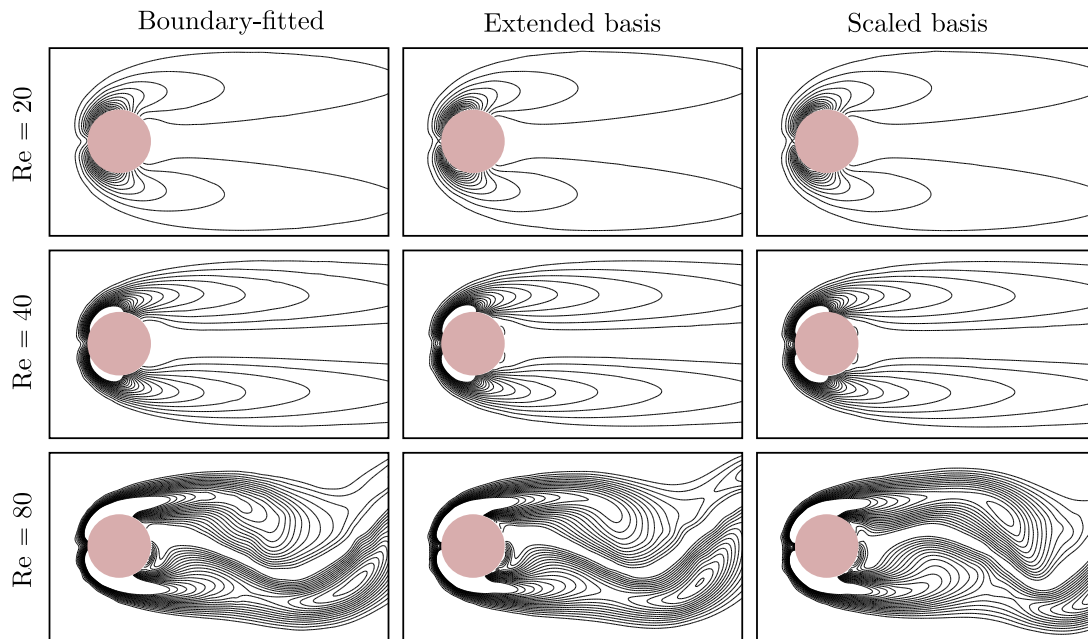 Boundary-fitted
Extended basis
Scaled basis
Re = 20
Re = 40
Re = 80